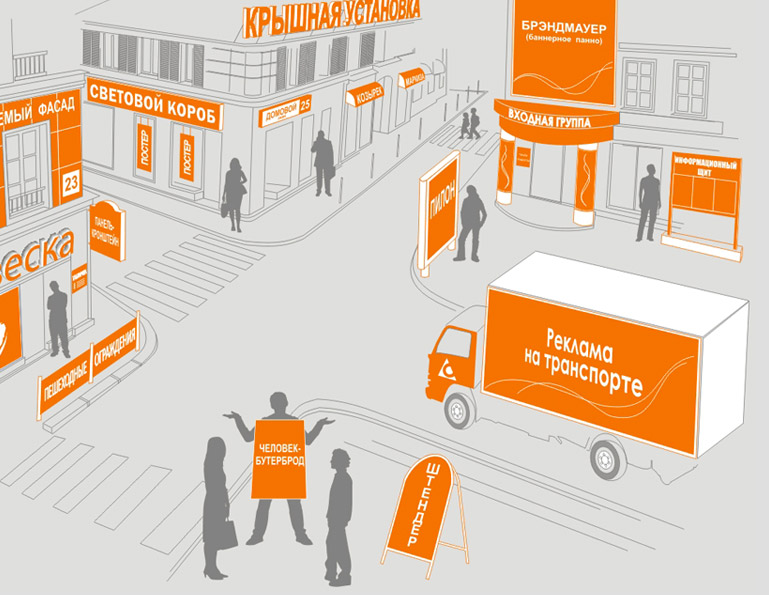 КРЫШНАЯ УСТАНОВКА
БРЭНДМАУЕР
(баннерное панно)
СВЕТОВОЙ КОРОБ
ДОМОВОЙ 25
КОЗЫРЕК
МАРКИЗА
ВХОДНАЯ ГРУППА
ЕМЫЙ ФАСАД
ПОСТЕР
ПОСТЕР
ИНФОРМАЦИОННЫЙ
ЩИТ
23
ПИЛОН
ПАНЕЛЬ-
КРОНШТЕЙН
веска
Реклама
на транспорте
ПЕШЕХОДНЫЕ ОГРАЖДЕНИЯ
ЧЕЛОВЕК-
БУТЕРБРОД
ШТЕНДЕР